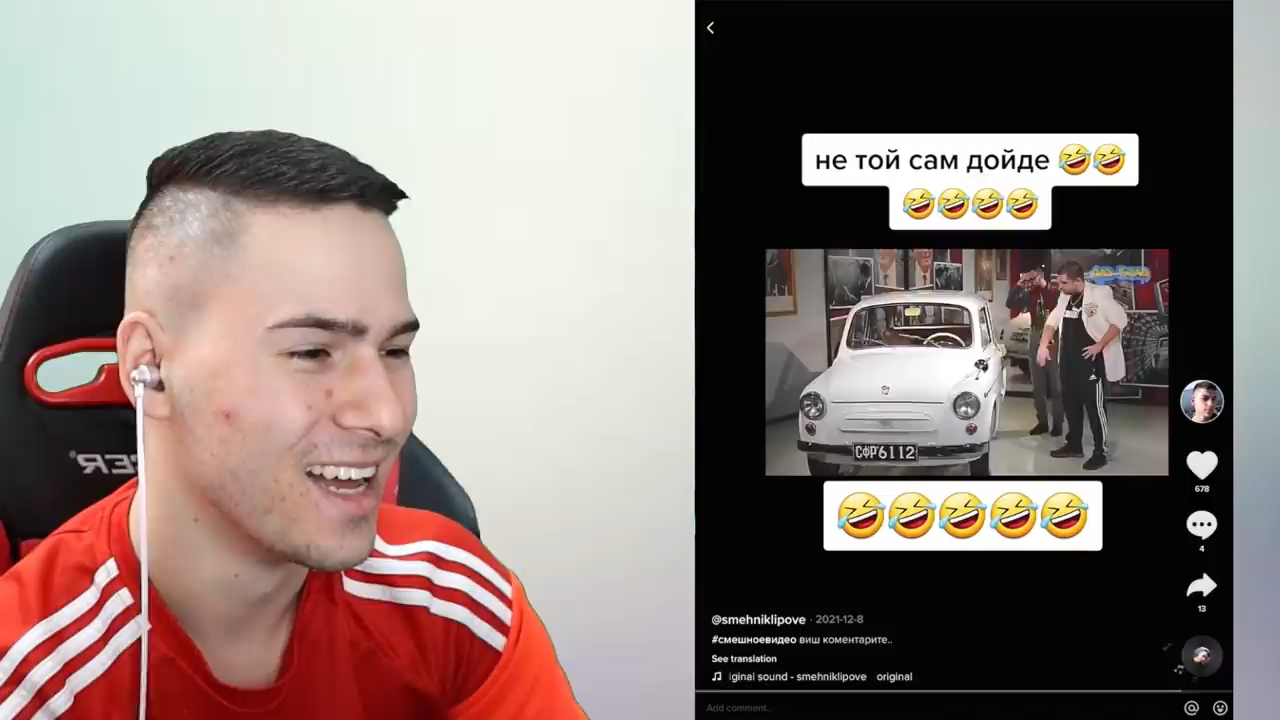 не той сам дойде 🤣🤣
🤣🤣🤣🤣
СФР6112
🤣🤣🤣🤣🤣
678
4
13
@smehniklipove · 2021-12-8
#смешноевидео виш коментарите..
See translation
iginal sound - smehniklipove original
Add comment...